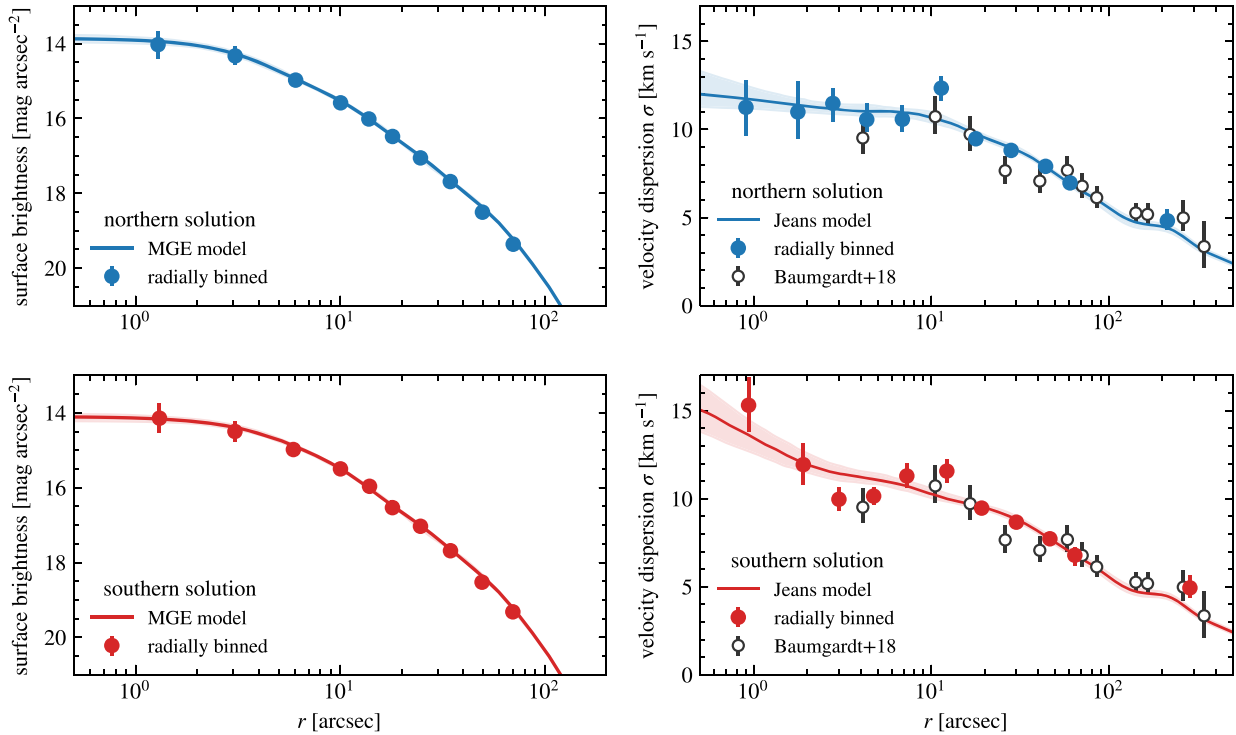 surface brightness [mag arcsec⁻²]
14
16
18
20
10⁰
10¹
10²
northern solution
MGE model
radially binned
velocity dispersion σ [km s⁻¹]
15
10
5
0
10⁰
10¹
10²
northern solution
Jeans model
radially binned
Baumgardt+18
surface brightness [mag arcsec⁻²]
14
16
18
20
10⁰
10¹
10²
r [arcsec]
southern solution
MGE model
radially binned
velocity dispersion σ [km s⁻¹]
15
10
5
0
10⁰
10¹
10²
r [arcsec]
southern solution
Jeans model
radially binned
Baumgardt+18